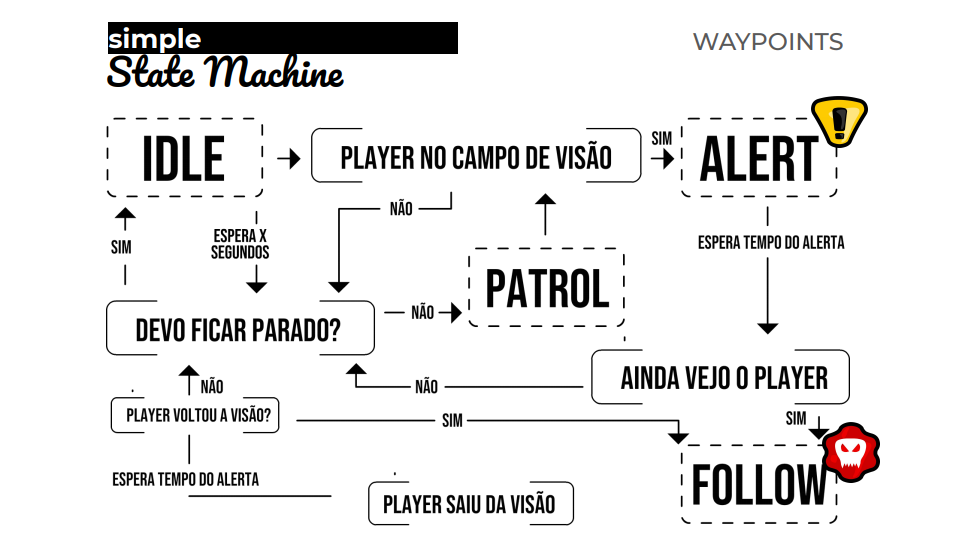 simple
State Machine
WAYPOINTS
IDLE
PLAYER NO CAMPO DE VISÃO
SIM
ALERT
NÃO
SIM
ESPERA X
SEGUNDOS
ESPERA TEMPO DO ALERTA
PATROL
DEVO FICAR PARADO?
NÃO
AINDA VEJO O PLAYER
NÃO
NÃO
PLAYER VOLTOU A VISÃO?
SIM
SIM
ESPERA TEMPO DO ALERTA
FOLLOW
PLAYER SAIU DA VISÃO